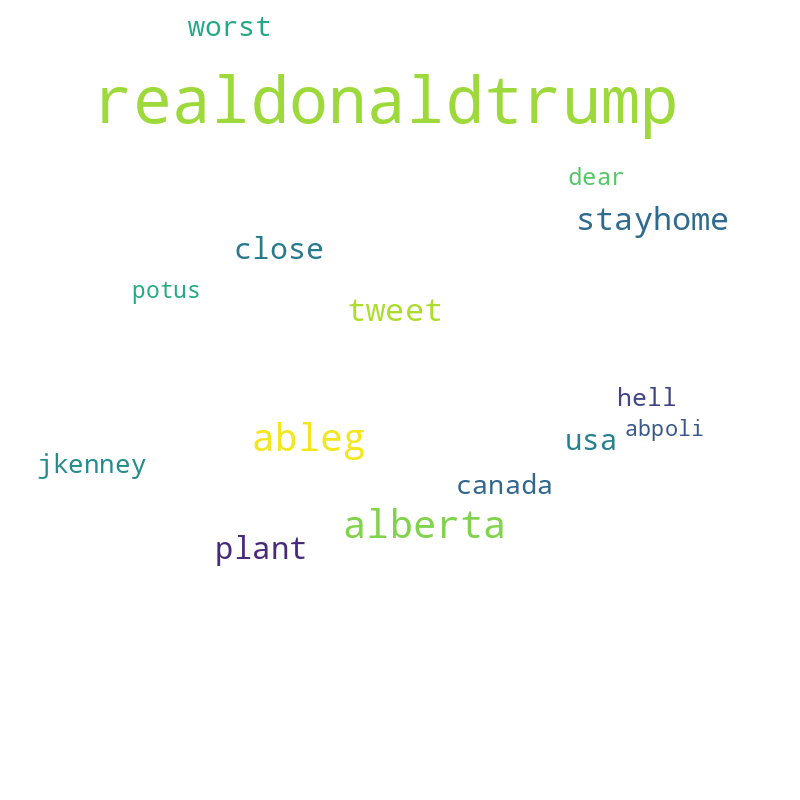 worst
realdonaldtrump
dear
stayhome
close
potus
tweet
hell
abpoli
ableg
usa
jkenney
canada
alberta
plant